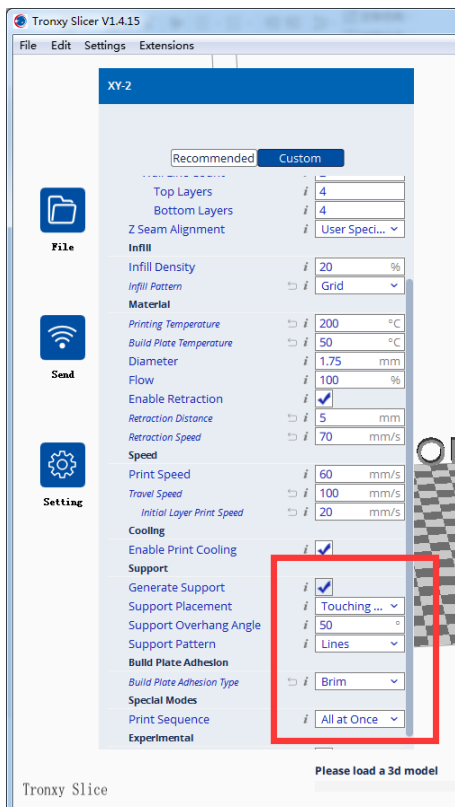 Tronxy Slicer V1.4.15
File Edit Settings Extensions
XY-2
Recommended Custom
Top Layers i 4
Bottom Layers i 4
Z Seam Alignment i User Speci...
Infill
Infill Density i 20 %
Infill Pattern i Grid
Material
Printing Temperature i 200 °C
Build Plate Temperature i 50 °C
Diameter i 1.75 mm
Flow i 100 %
Enable Retraction i
Retraction Distance i 5 mm
Retraction Speed i 70 mm/s
Speed
Print Speed i 60 mm/s
Travel Speed i 100 mm/s
Initial Layer Print Speed i 20 mm/s
Cooling
Enable Print Cooling i
Support
Generate Support i
Support Placement i Touching ...
Support Overhang Angle i 50 °
Support Pattern i Lines
Build Plate Adhesion
Build Plate Adhesion Type i Brim
Special Modes
Print Sequence i All at Once
Experimental
File
Send
Setting
Please load a 3d model
Tronxy Slice